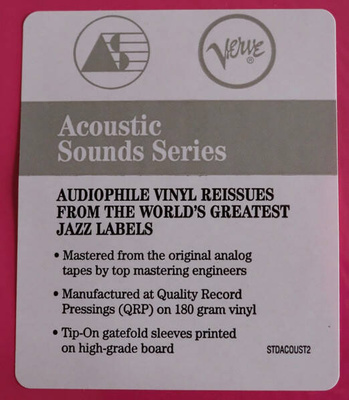 AS
Verve®
Acoustic
Sounds Series
AUDIOPHILE VINYL REISSUES
FROM THE WORLD'S GREATEST
JAZZ LABELS
• Mastered from the original analog
tapes by top mastering engineers
• Manufactured at Quality Record
Pressings (QRP) on 180 gram vinyl
• Tip-On gatefold sleeves printed
on high-grade board
STDACOUST2